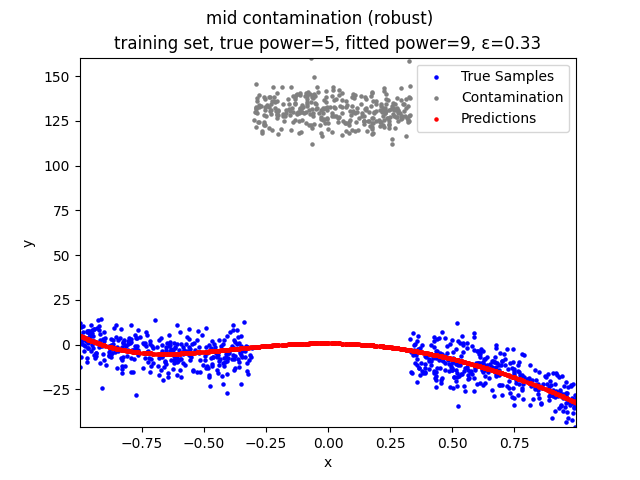 mid contamination (robust)
training set, true power=5, fitted power=9, ε=0.33
True Samples
Contamination
Predictions
150
125
100
75
50
25
0
−25
y
−0.75 −0.50 −0.25 0.00 0.25 0.50 0.75
x